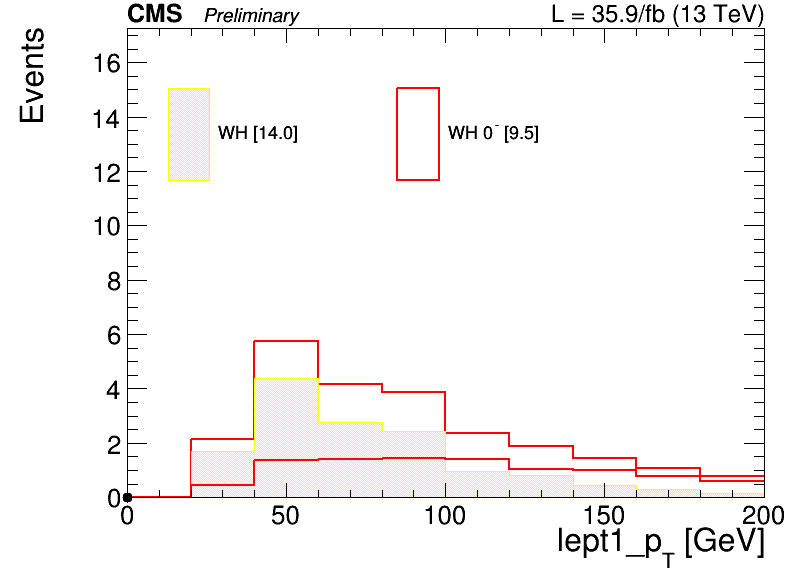 CMS Preliminary L = 35.9/fb (13 TeV)
Events
16
14
12
10
8
6
4
2
0
WH [14.0]
WH 0⁻ [9.5]
0 50 100 150 200
lept1_p_T [GeV]